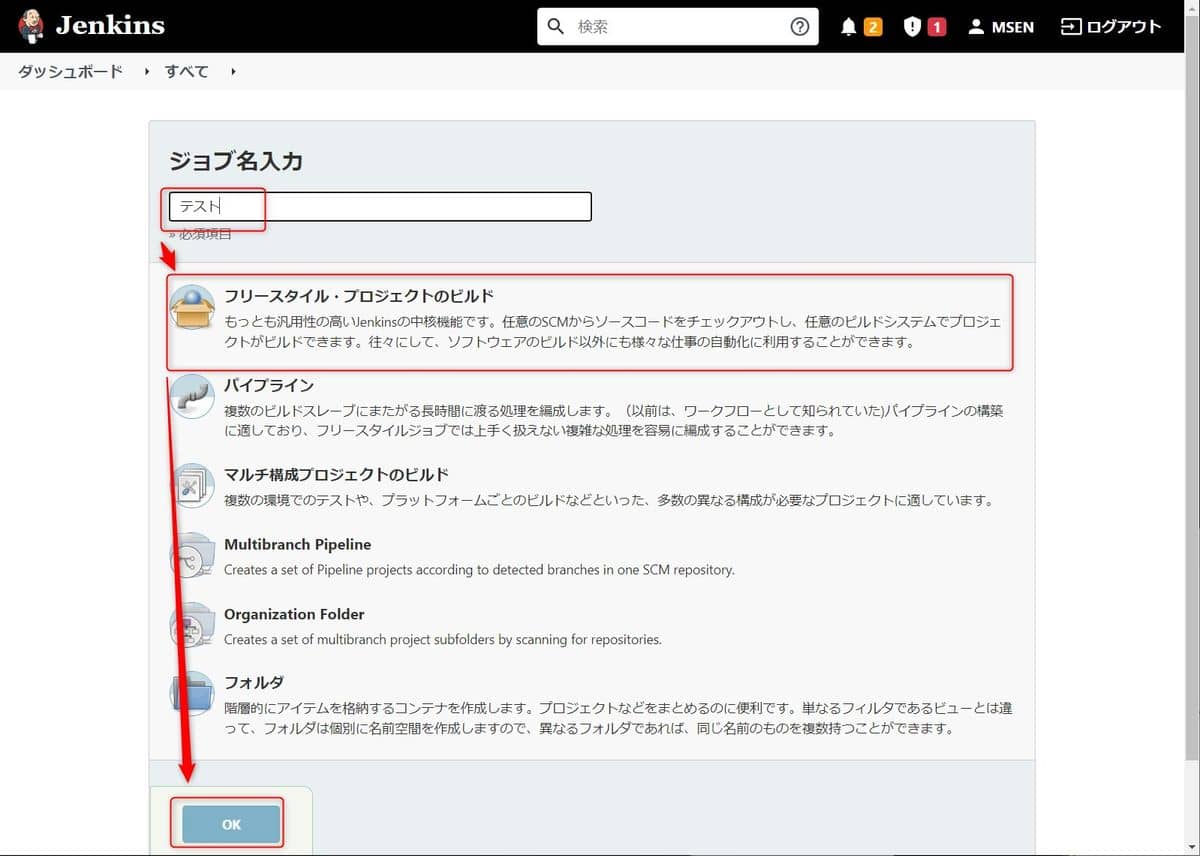 Jenkins
検索
2
1
MSEN
ログアウト
ダッシュボード
すべて
ジョブ名入力
テスト
» 必須項目
フリースタイル・プロジェクトのビルド
もっとも汎用性の高いJenkinsの中核機能です。任意のSCMからソースコードをチェックアウトし、任意のビルドシステムでプロジェ
クトがビルドできます。往々にして、ソフトウェアのビルド以外にも様々な仕事の自動化に利用することができます。
パイプライン
複数のビルドスレーブにまたがる長時間に渡る処理を編成します。（以前は、ワークフローとして知られていた)パイプラインの構築
に適しており、フリースタイルジョブでは上手く扱えない複雑な処理を容易に編成することができます。
マルチ構成プロジェクトのビルド
複数の環境でのテストや、プラットフォームごとのビルドなどといった、多数の異なる構成が必要なプロジェクトに適しています。
Multibranch Pipeline
Creates a set of Pipeline projects according to detected branches in one SCM repository.
Organization Folder
Creates a set of multibranch project subfolders by scanning for repositories.
フォルダ
階層的にアイテムを格納するコンテナを作成します。プロジェクトなどをまとめるのに便利です。単なるフィルタであるビューとは違
って、フォルダは個別に名前空間を作成しますので、異なるフォルダであれば、同じ名前のものを複数持つことができます。
OK